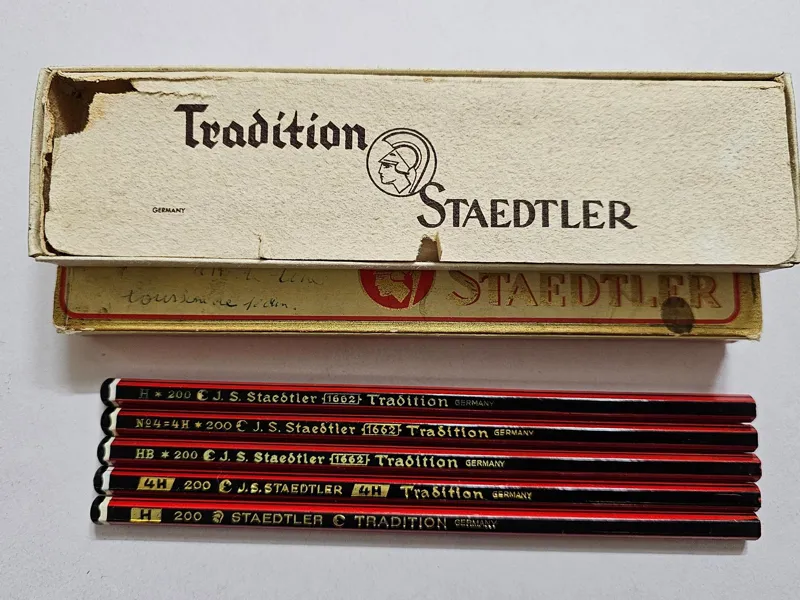 Tradition
STAEDTLER
GERMANY
STAEDTLER
H * 200 J. S. Staedtler 1662 Tradition GERMANY
Nº4=4H * 200 J. S. Staedtler 1662 Tradition GERMANY
HB * 200 J. S. Staedtler 1662 Tradition GERMANY
4H 200 J.S.STAEDTLER 4H Tradition GERMANY
H 200 STAEDTLER TRADITION GERMANY